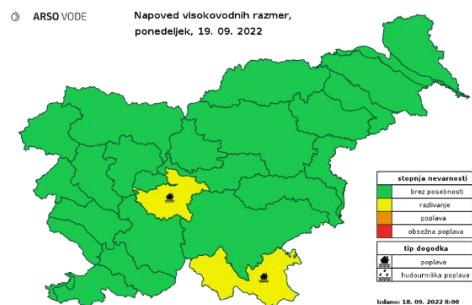 ARSO VODE
Napoved visokovodnih razmer,
ponedeljek, 19. 09. 2022
stopnja nevarnosti
brez posebnosti
razlivanje
poplava
obsežna poplava
tip dogodka
poplava
hudourniška poplava
Izdano: 18. 09. 2022 8:00